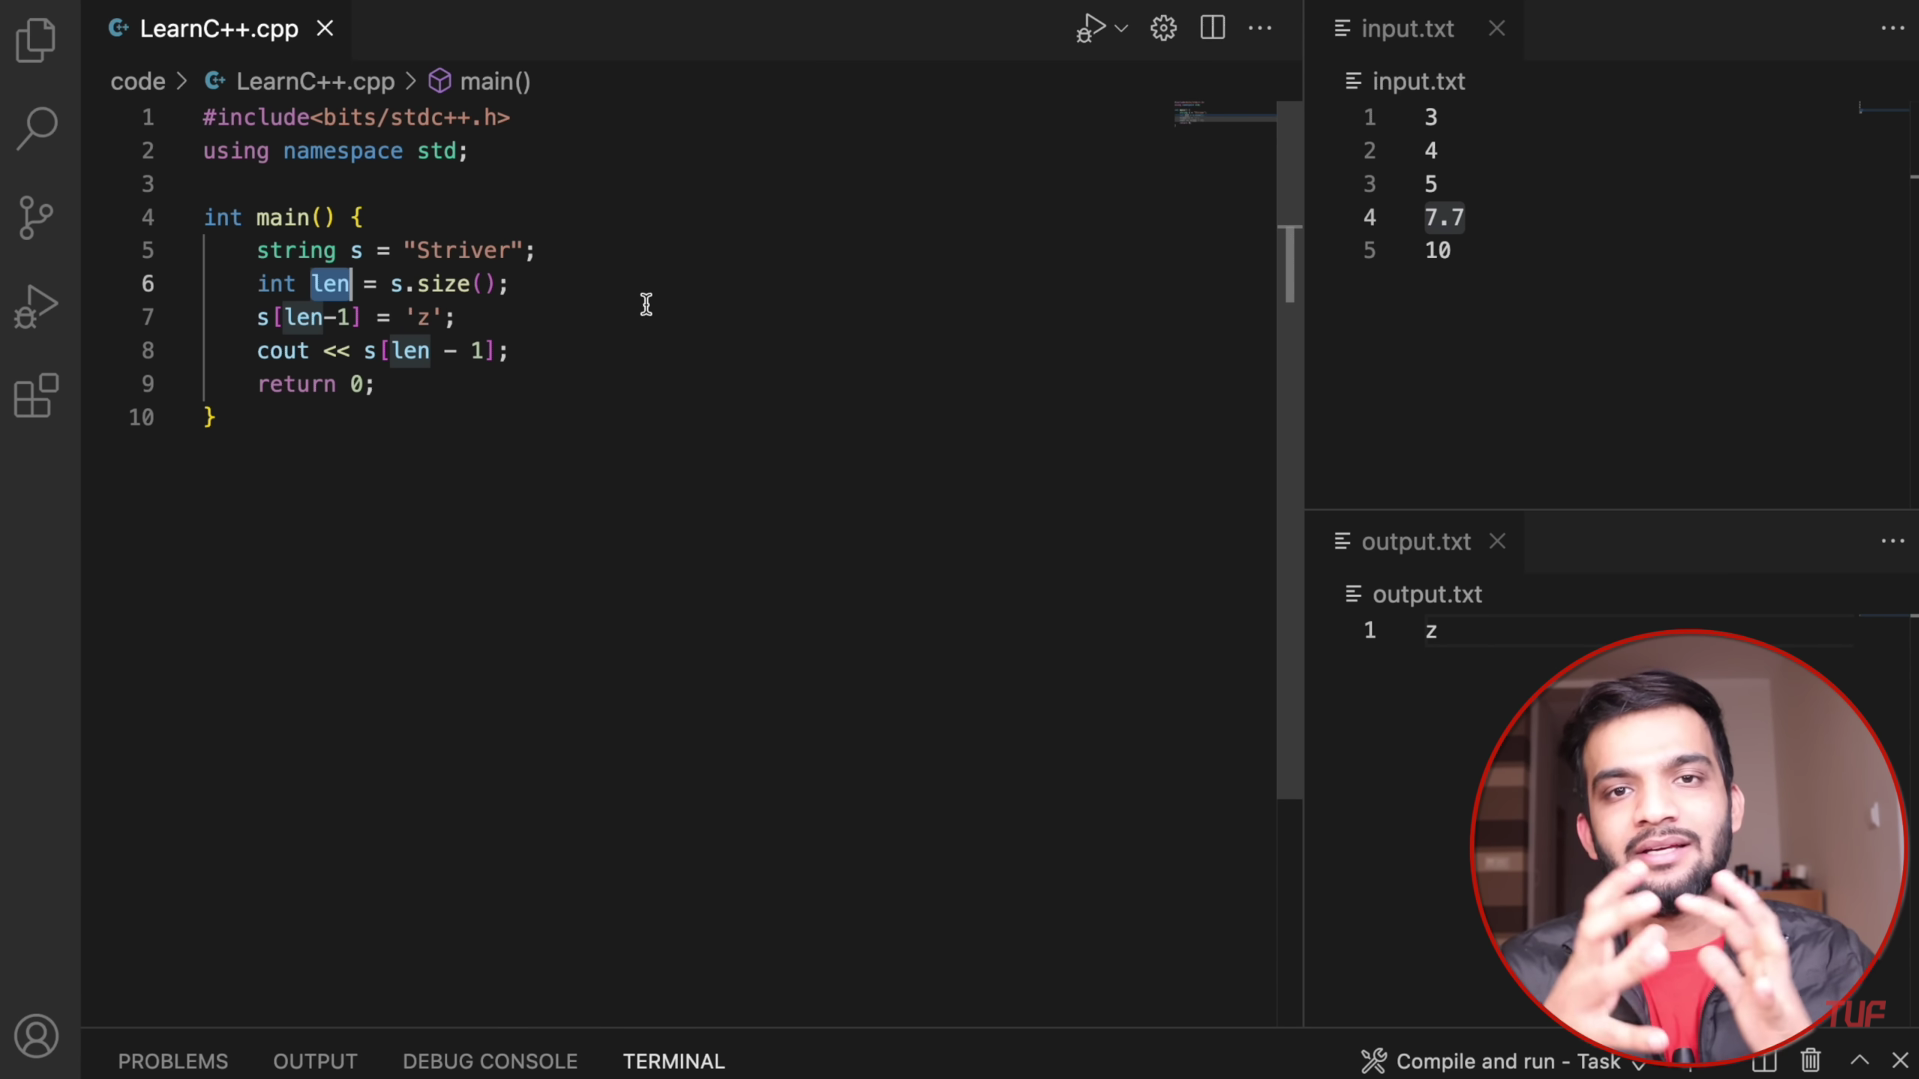 LearnC++.cpp
code > LearnC++.cpp > main()
1 #include<bits/stdc++.h>
2 using namespace std;
3
4 int main() {
5 string s = "Striver";
6 int len = s.size();
7 s[len-1] = 'z';
8 cout << s[len - 1];
9 return 0;
10 }
input.txt
input.txt
1 3
2 4
3 5
4 7.7
5 10
output.txt
output.txt
1 z
TUF
PROBLEMS OUTPUT DEBUG CONSOLE TERMINAL
Compile and run - Task